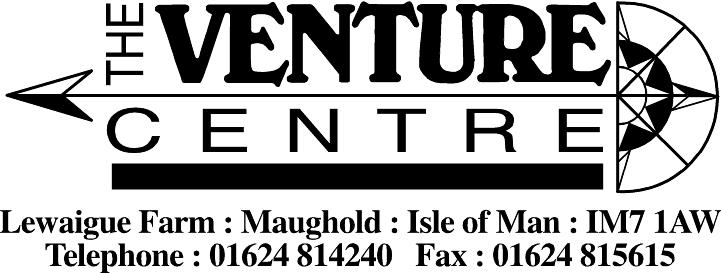 THE VENTURE
CENTRE
Lewaigue Farm : Maughold : Isle of Man : IM7 1AW
Telephone : 01624 814240 Fax : 01624 815615